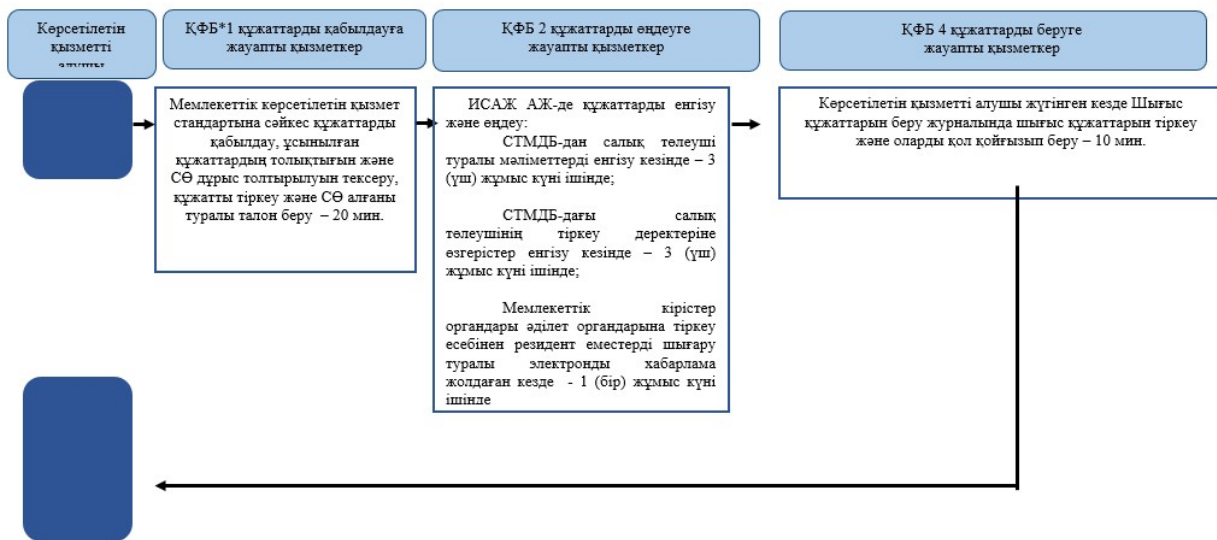 Көрсетілетін
қызметті
алушы
ҚФБ*1 құжаттарды қабылдауға
жауапты қызметкер
ҚФБ 2 құжаттарды өңдеуге
жауапты қызметкер
ҚФБ 4 құжаттарды беруге
жауапты қызметкер
Мемлекеттік көрсетілетін қызмет
стандартына сәйкес құжаттарды
қабылдау, ұсынылған
құжаттардың толықтығын және
СӨ дұрыс толтырылуын тексеру,
құжатты тіркеу және СӨ алғаны
туралы талон беру – 20 мин.
ИСАЖ АЖ-де құжаттарды енгізу
және өңдеу:
СТМДБ-дан салық төлеуші
туралы мәліметтерді енгізу кезінде – 3
(үш) жұмыс күні ішінде;
СТМДБ-дағы салық
төлеушінің тіркеу деректеріне
өзгерістер енгізу кезінде – 3 (үш)
жұмыс күні ішінде;
Мемлекеттік кірістер
органдары әділет органдарына тіркеу
есебінен резидент еместерді шығару
туралы электронды хабарлама
жолдаған кезде - 1 (бір) жұмыс күні
ішінде
Көрсетілетін қызметті алушы жүгінген кезде Шығыс
құжаттарын беру журналында шығыс құжаттарын тіркеу
және оларды қол қойғызып беру – 10 мин.